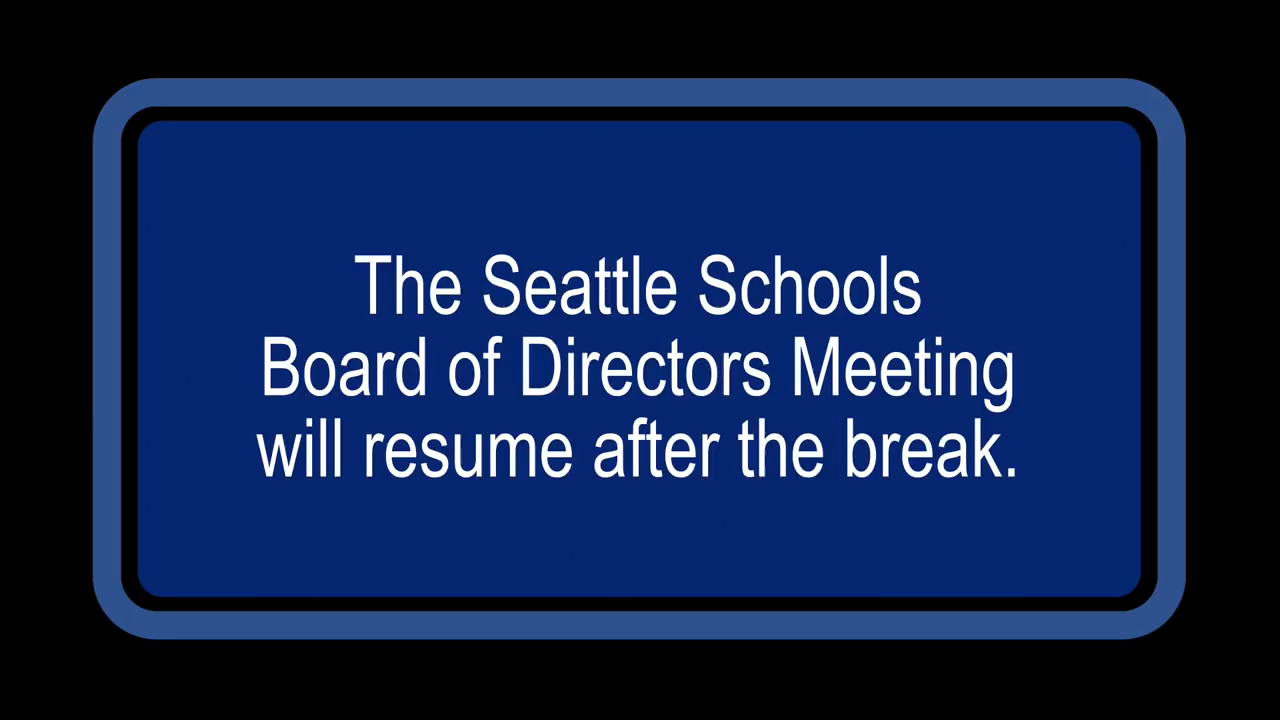 The Seattle Schools
Board of Directors Meeting
will resume after the break.